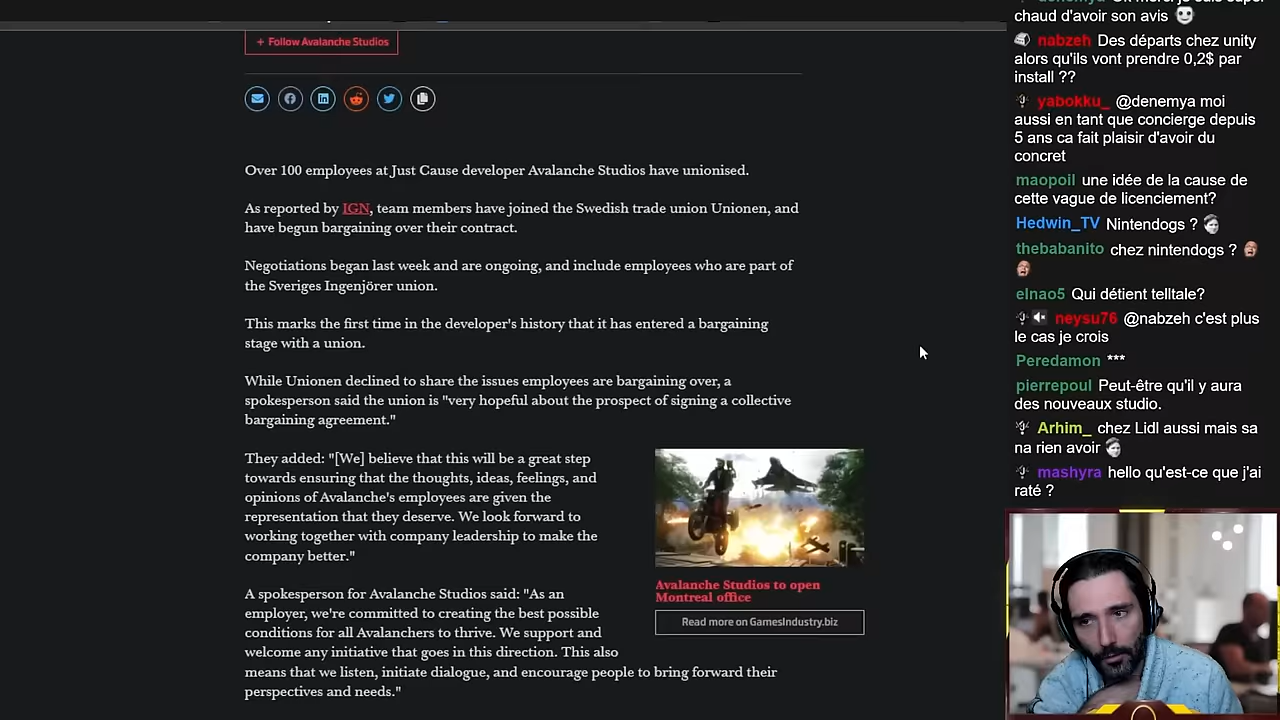 + Follow Avalanche Studios
Over 100 employees at Just Cause developer Avalanche Studios have unionised.
As reported by IGN, team members have joined the Swedish trade union Unionen, and
have begun bargaining over their contract.
Negotiations began last week and are ongoing, and include employees who are part of
the Sveriges Ingenjörer union.
This marks the first time in the developer's history that it has entered a bargaining
stage with a union.
While Unionen declined to share the issues employees are bargaining over, a
spokesperson said the union is "very hopeful about the prospect of signing a collective
bargaining agreement."
They added: "[We] believe that this will be a great step
towards ensuring that the thoughts, ideas, feelings, and
opinions of Avalanche's employees are given the
representation that they deserve. We look forward to
working together with company leadership to make the
company better."
Avalanche Studios to open
Montreal office
Read more on GamesIndustry.biz
A spokesperson for Avalanche Studios said: "As an
employer, we're committed to creating the best possible
conditions for all Avalanchers to thrive. We support and
welcome any initiative that goes in this direction. This also
means that we listen, initiate dialogue, and encourage people to bring forward their
perspectives and needs."
chaud d'avoir son avis
nabzeh Des départs chez unity
alors qu'ils vont prendre 0,2$ par
install ??
yabokku_ @denemya moi
aussi en tant que concierge depuis
5 ans ca fait plaisir d'avoir du
concret
maopoil une idée de la cause de
cette vague de licenciement?
Hedwin_TV Nintendogs ?
thebabanito chez nintendogs ?
elnao5 Qui détient telltale?
neysu76 @nabzeh c'est plus
le cas je crois
Peredamon ***
pierrepoul Peut-être qu'il y aura
des nouveaux studio.
Arhim_ chez Lidl aussi mais sa
na rien avoir
mashyra hello qu'est-ce que j'ai
raté ?